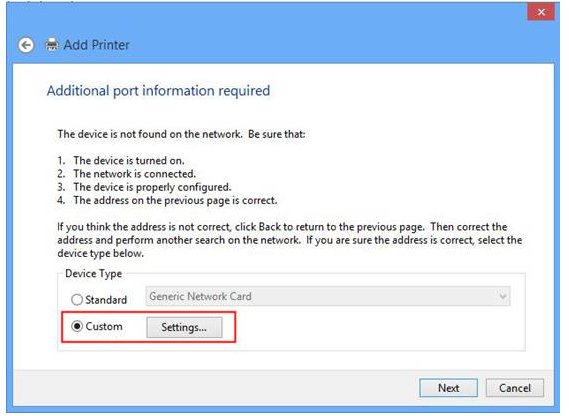 Add Printer
Additional port information required
The device is not found on the network.  Be sure that:
1.  The device is turned on.
2.  The network is connected.
3.  The device is properly configured.
4.  The address on the previous page is correct.
If you think the address is not correct, click Back to return to the previous page.  Then correct the
address and perform another search on the network.  If you are sure the address is correct, select the
device type below.
Device Type
Standard
Generic Network Card
Custom
Settings...
Next
Cancel